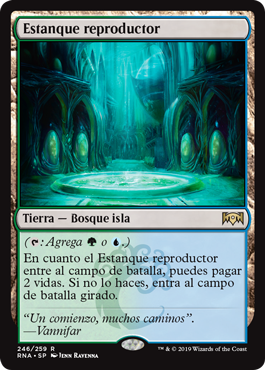 Estanque reproductor
Tierra — Bosque isla
(: Agrega o .)
En cuanto el Estanque reproductor
entre al campo de batalla, puedes pagar
2 vidas. Si no lo haces, entra al campo
de batalla girado.
“Un comienzo, muchos caminos”.
—Vannifar
246/259 R
RNA • SP Jenn Ravenna
™ & © 2019 Wizards of the Coast